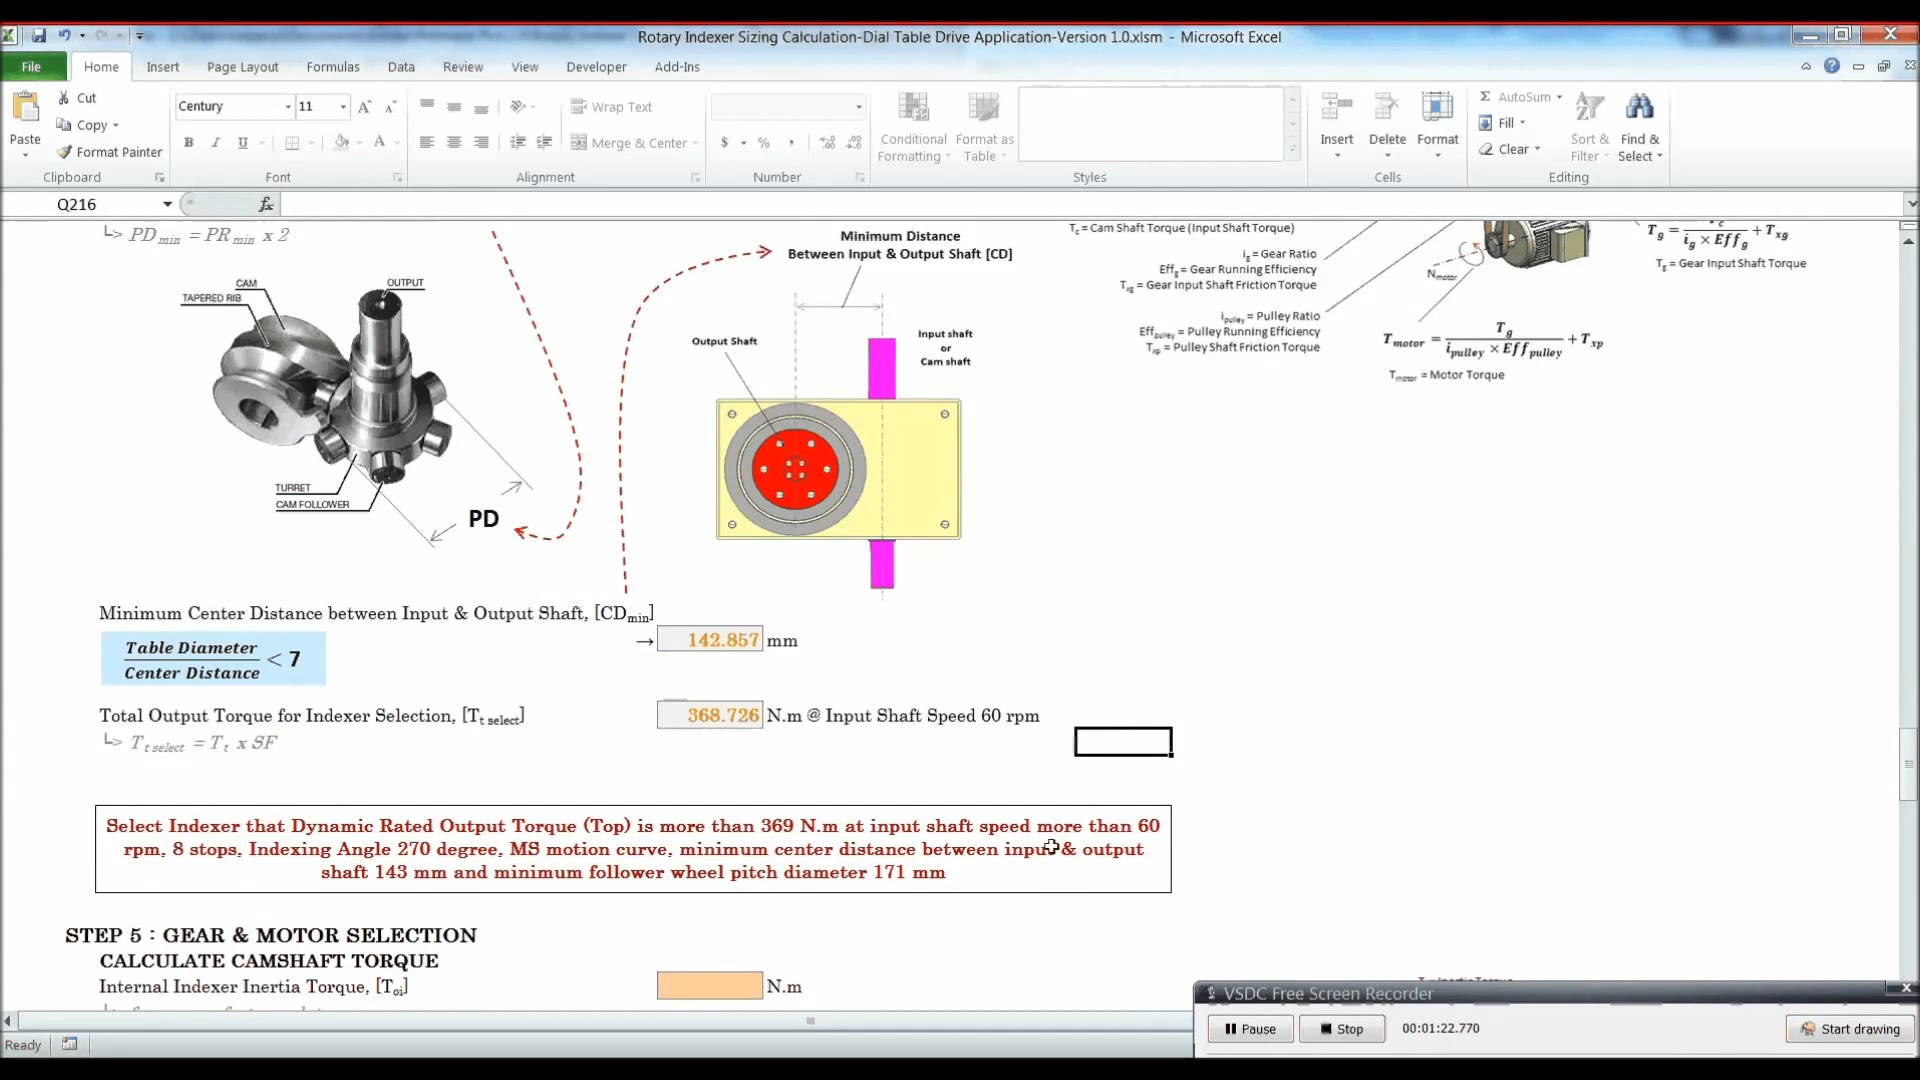 Rotary Indexer Sizing Calculation-Dial Table Drive Application-Version 1.0.xlsm - Microsoft Excel
File Home Insert Page Layout Formulas Data Review View Developer Add-Ins
Paste
Cut
Copy
Format Painter
Clipboard
Century 11
B I U
Font
Wrap Text
Merge & Center
Alignment
$ % ,
Number
Conditional Formatting
Format as Table
Styles
Insert Delete Format
Cells
AutoSum
Fill
Clear
Sort & Filter
Find & Select
Editing
Q216
fx
PD min = PR min x 2
CAM
TAPERED RIB
OUTPUT
TURRET
CAM FOLLOWER
PD
Minimum Distance
Between Input & Output Shaft [CD]
Output Shaft
Input shaft
or
Cam shaft
Tc = Cam Shaft Torque (Input Shaft Torque)
ig = Gear Ratio
Effg = Gear Running Efficiency
Txg = Gear Input Shaft Friction Torque
ipulley = Pulley Ratio
Effpulley = Pulley Running Efficiency
Txp = Pulley Shaft Friction Torque
Nmotor
Tg = Tc / ig × Effg + Txg
Tg = Gear Input Shaft Torque
Tmotor = Tg / ipulley × Effpulley + Txp
Tmotor = Motor Torque
Minimum Center Distance between Input & Output Shaft, [CDmin]
→ 142.857 mm
Table Diameter / Center Distance < 7
Total Output Torque for Indexer Selection, [Tt select] 368.726 N.m @ Input Shaft Speed 60 rpm
Tt select = Tt x SF
Select Indexer that Dynamic Rated Output Torque (Top) is more than 369 N.m at input shaft speed more than 60
rpm, 8 stops, Indexing Angle 270 degree, MS motion curve, minimum center distance between input & output
shaft 143 mm and minimum follower wheel pitch diameter 171 mm
STEP 5 : GEAR & MOTOR SELECTION
CALCULATE CAMSHAFT TORQUE
Internal Indexer Inertia Torque, [Toi] N.m
VSDC Free Screen Recorder
Pause Stop 00:01:22.770 Start drawing
Ready